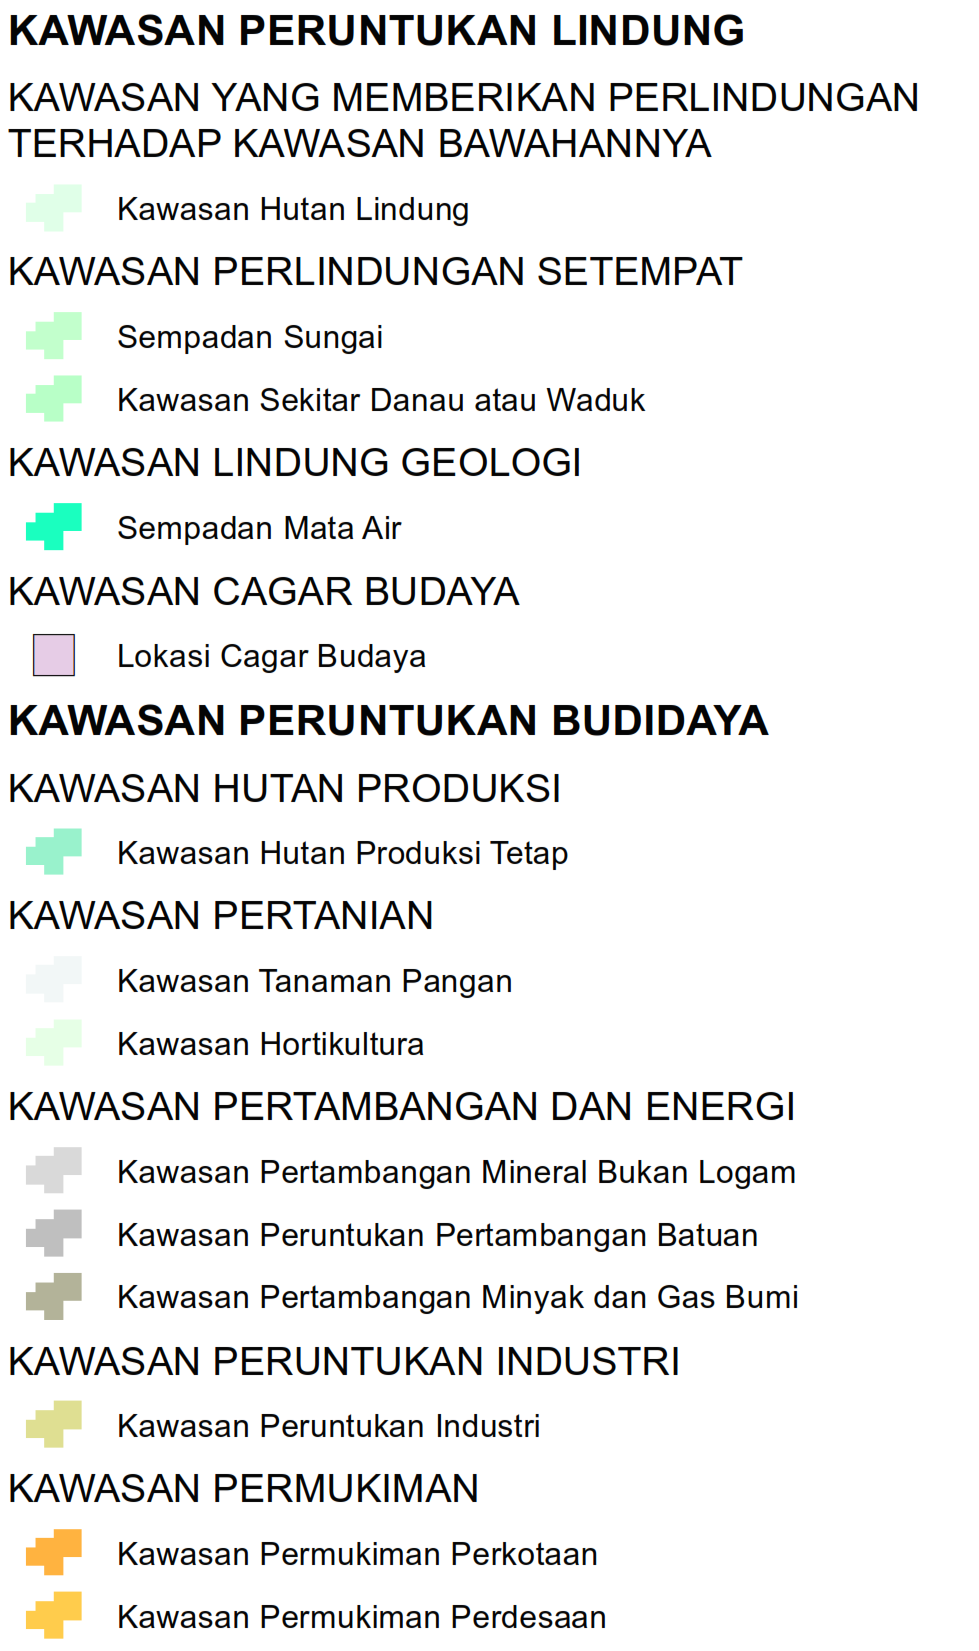 KAWASAN PERUNTUKAN LINDUNG
KAWASAN YANG MEMBERIKAN PERLINDUNGAN
TERHADAP KAWASAN BAWAHANNYA
Kawasan Hutan Lindung
KAWASAN PERLINDUNGAN SETEMPAT
Sempadan Sungai
Kawasan Sekitar Danau atau Waduk
KAWASAN LINDUNG GEOLOGI
Sempadan Mata Air
KAWASAN CAGAR BUDAYA
Lokasi Cagar Budaya
KAWASAN PERUNTUKAN BUDIDAYA
KAWASAN HUTAN PRODUKSI
Kawasan Hutan Produksi Tetap
KAWASAN PERTANIAN
Kawasan Tanaman Pangan
Kawasan Hortikultura
KAWASAN PERTAMBANGAN DAN ENERGI
Kawasan Pertambangan Mineral Bukan Logam
Kawasan Peruntukan Pertambangan Batuan
Kawasan Pertambangan Minyak dan Gas Bumi
KAWASAN PERUNTUKAN INDUSTRI
Kawasan Peruntukan Industri
KAWASAN PERMUKIMAN
Kawasan Permukiman Perkotaan
Kawasan Permukiman Perdesaan